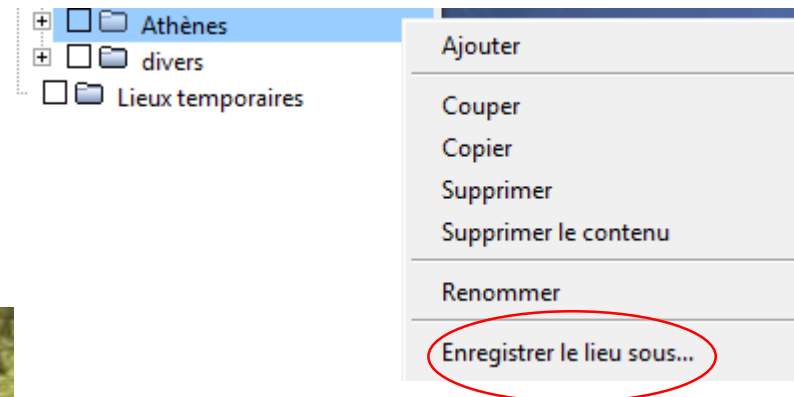 Athènes
divers
Lieux temporaires
Ajouter
Couper
Copier
Supprimer
Supprimer le contenu
Renommer
Enregistrer le lieu sous...